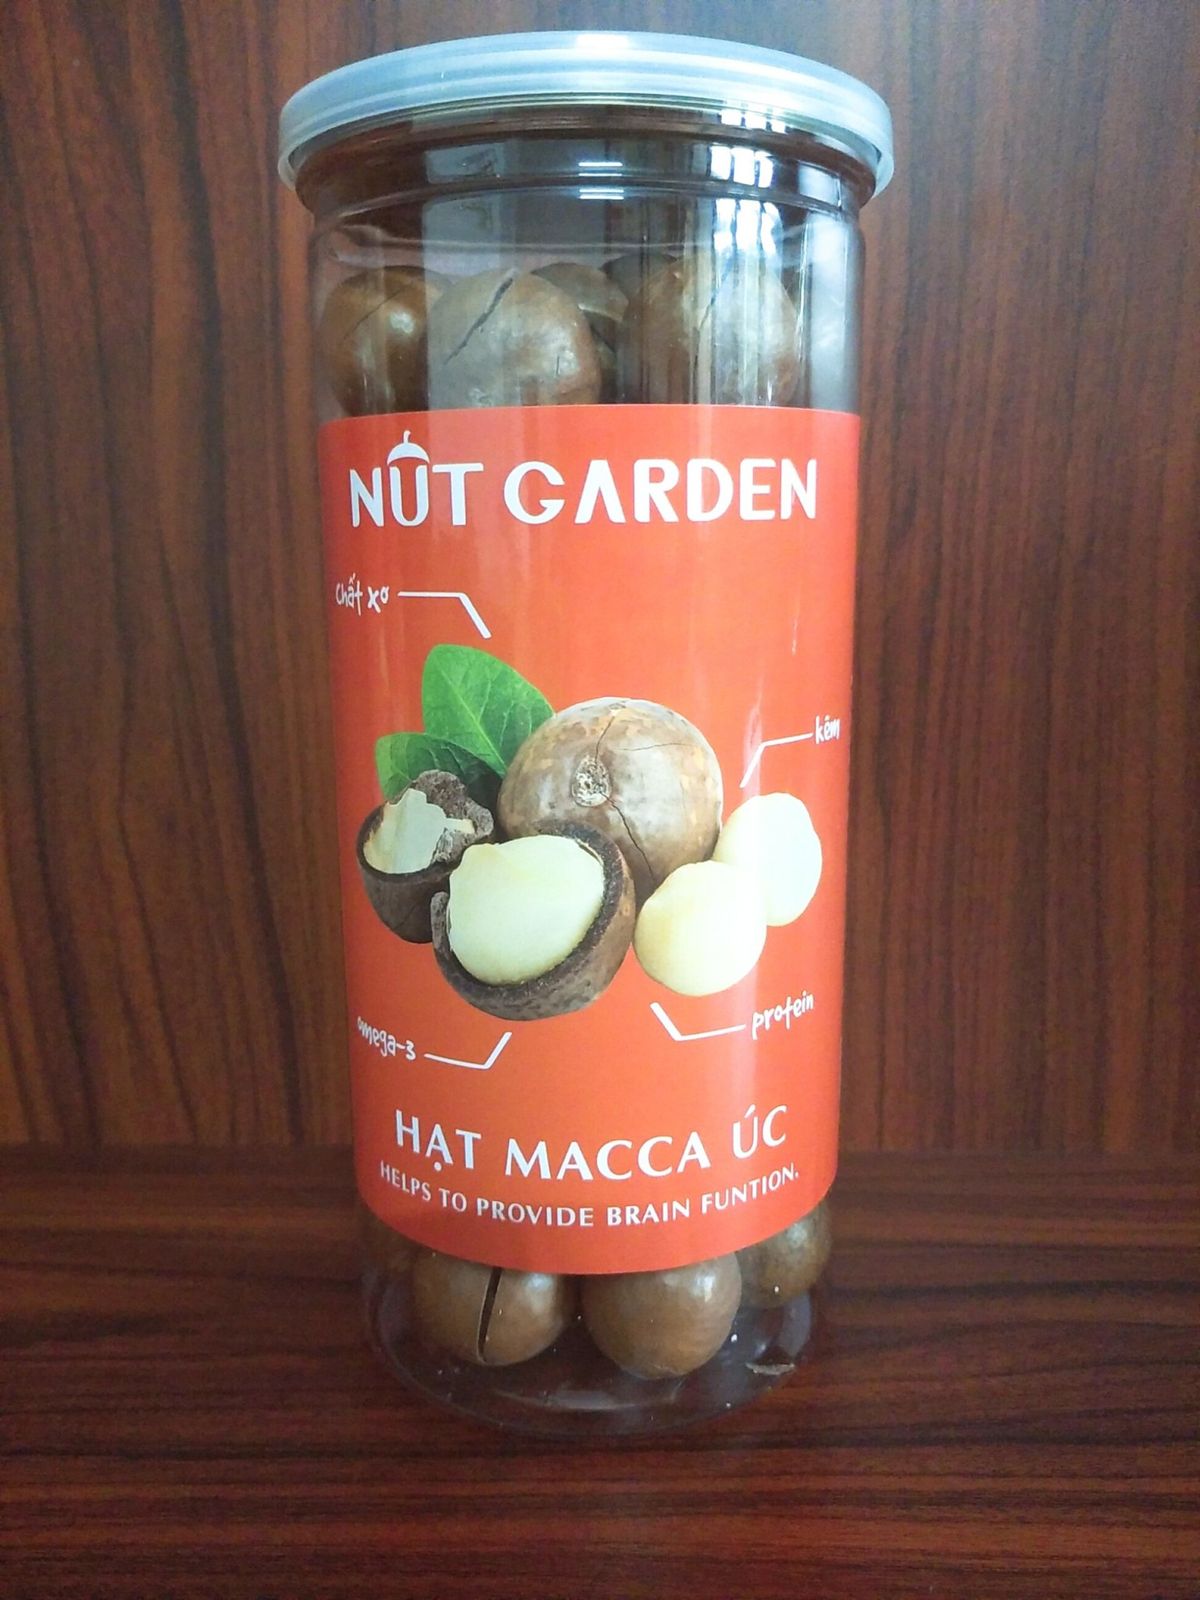 NUT GARDEN
chất xơ
kẽm
omega-3
protein
HẠT MACCA ÚC
HELPS TO PROVIDE BRAIN FUNTION.